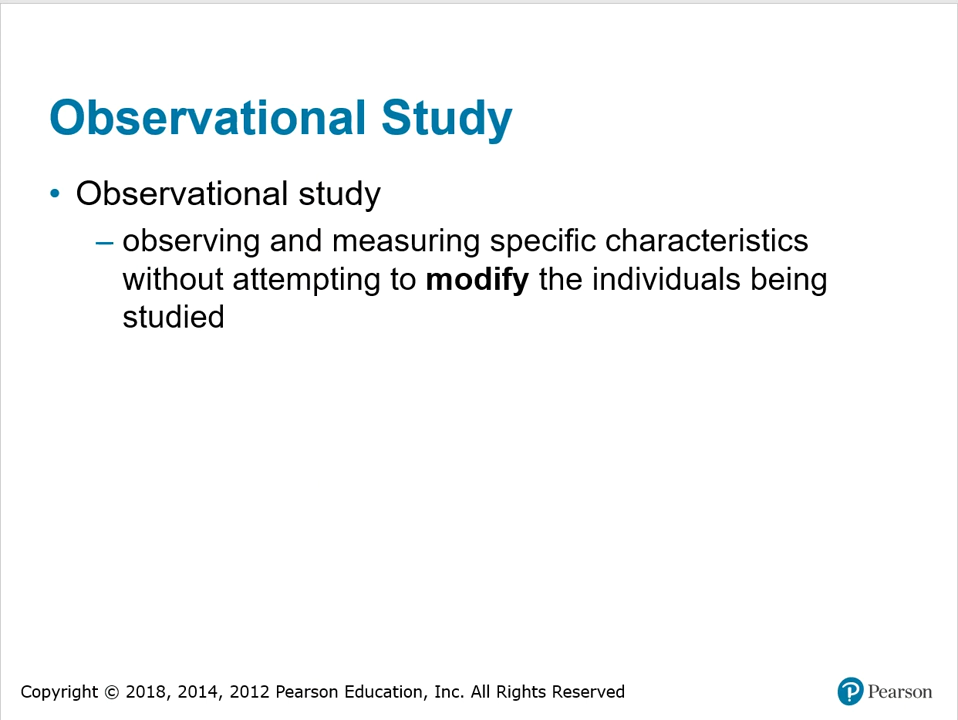 Observational Study
• Observational study
– observing and measuring specific characteristics
without attempting to modify the individuals being
studied
Copyright © 2018, 2014, 2012 Pearson Education, Inc. All Rights Reserved
P Pearson